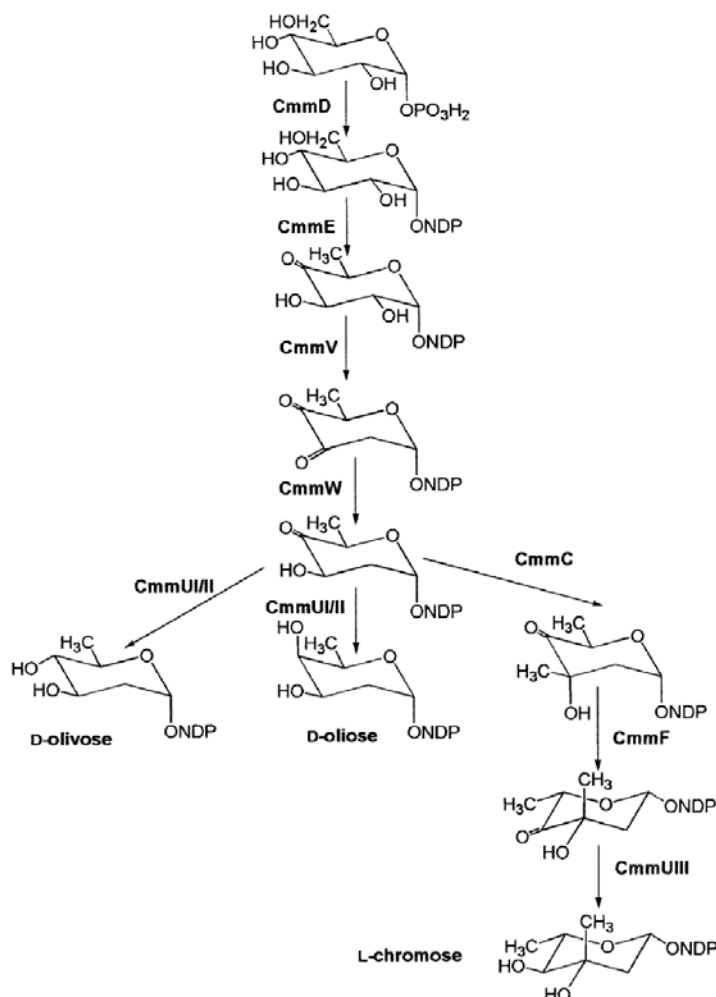 HOH₂C
O
HO
HO
OH
OPO₃H₂
CmmD
HOH₂C
HO
O
HO
OH
ONDP
CmmE
H₃C
O
O
HO
OH
ONDP
CmmV
H₃C
O
O
O
ONDP
CmmW
H₃C
O
O
HO
ONDP
CmmC
CmmUI/II
CmmUI/II
H₃C
O
HO
HO
ONDP
D-olivose
HO
H₃C
O
HO
ONDP
D-oliose
H₃C
O
O
H₃C
OH
ONDP
CmmF
CH₃
H₃C
O
ONDP
O
HO
CmmUIII
CH₃
L-chromose
H₃C
O
ONDP
HO
HO